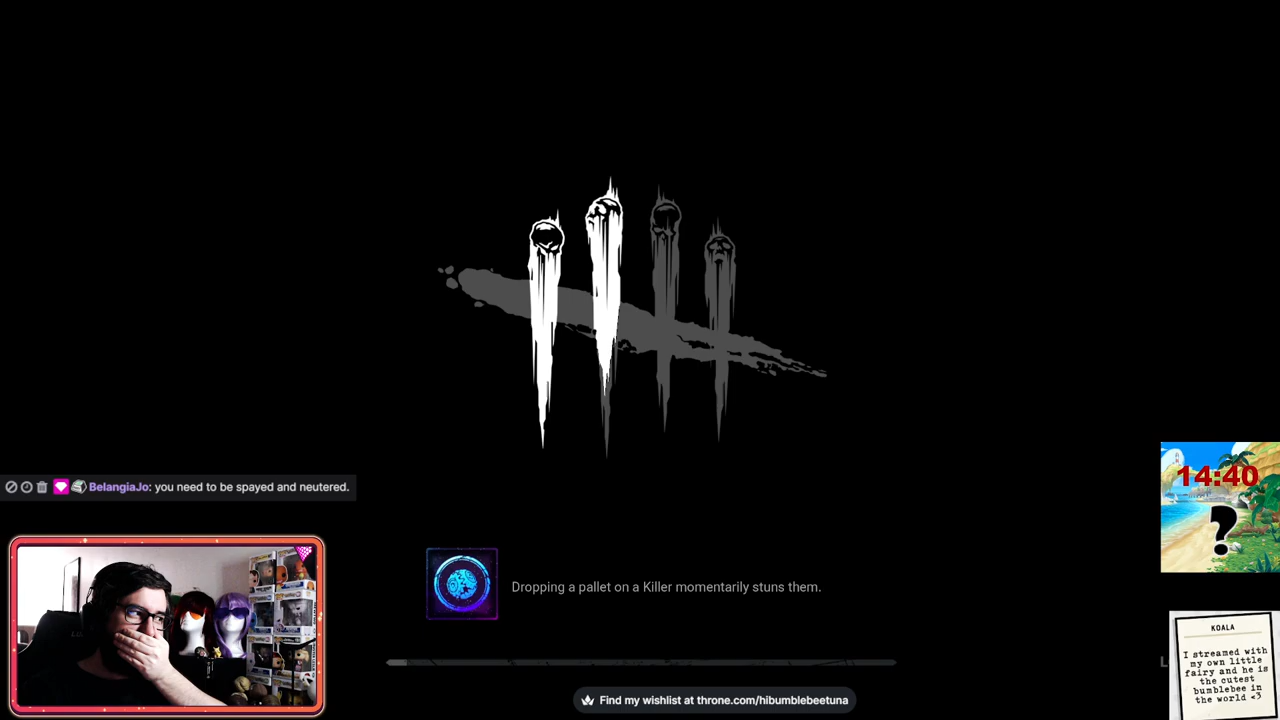 14:40
BelangiaJo: you need to be spayed and neutered.
Dropping a pallet on a Killer momentarily stuns them.
KOALA
I streamed with
my own little
fairy and he is
the cutest
bumblebee in
the world <3
Find my wishlist at throne.com/hibumblebeetuna